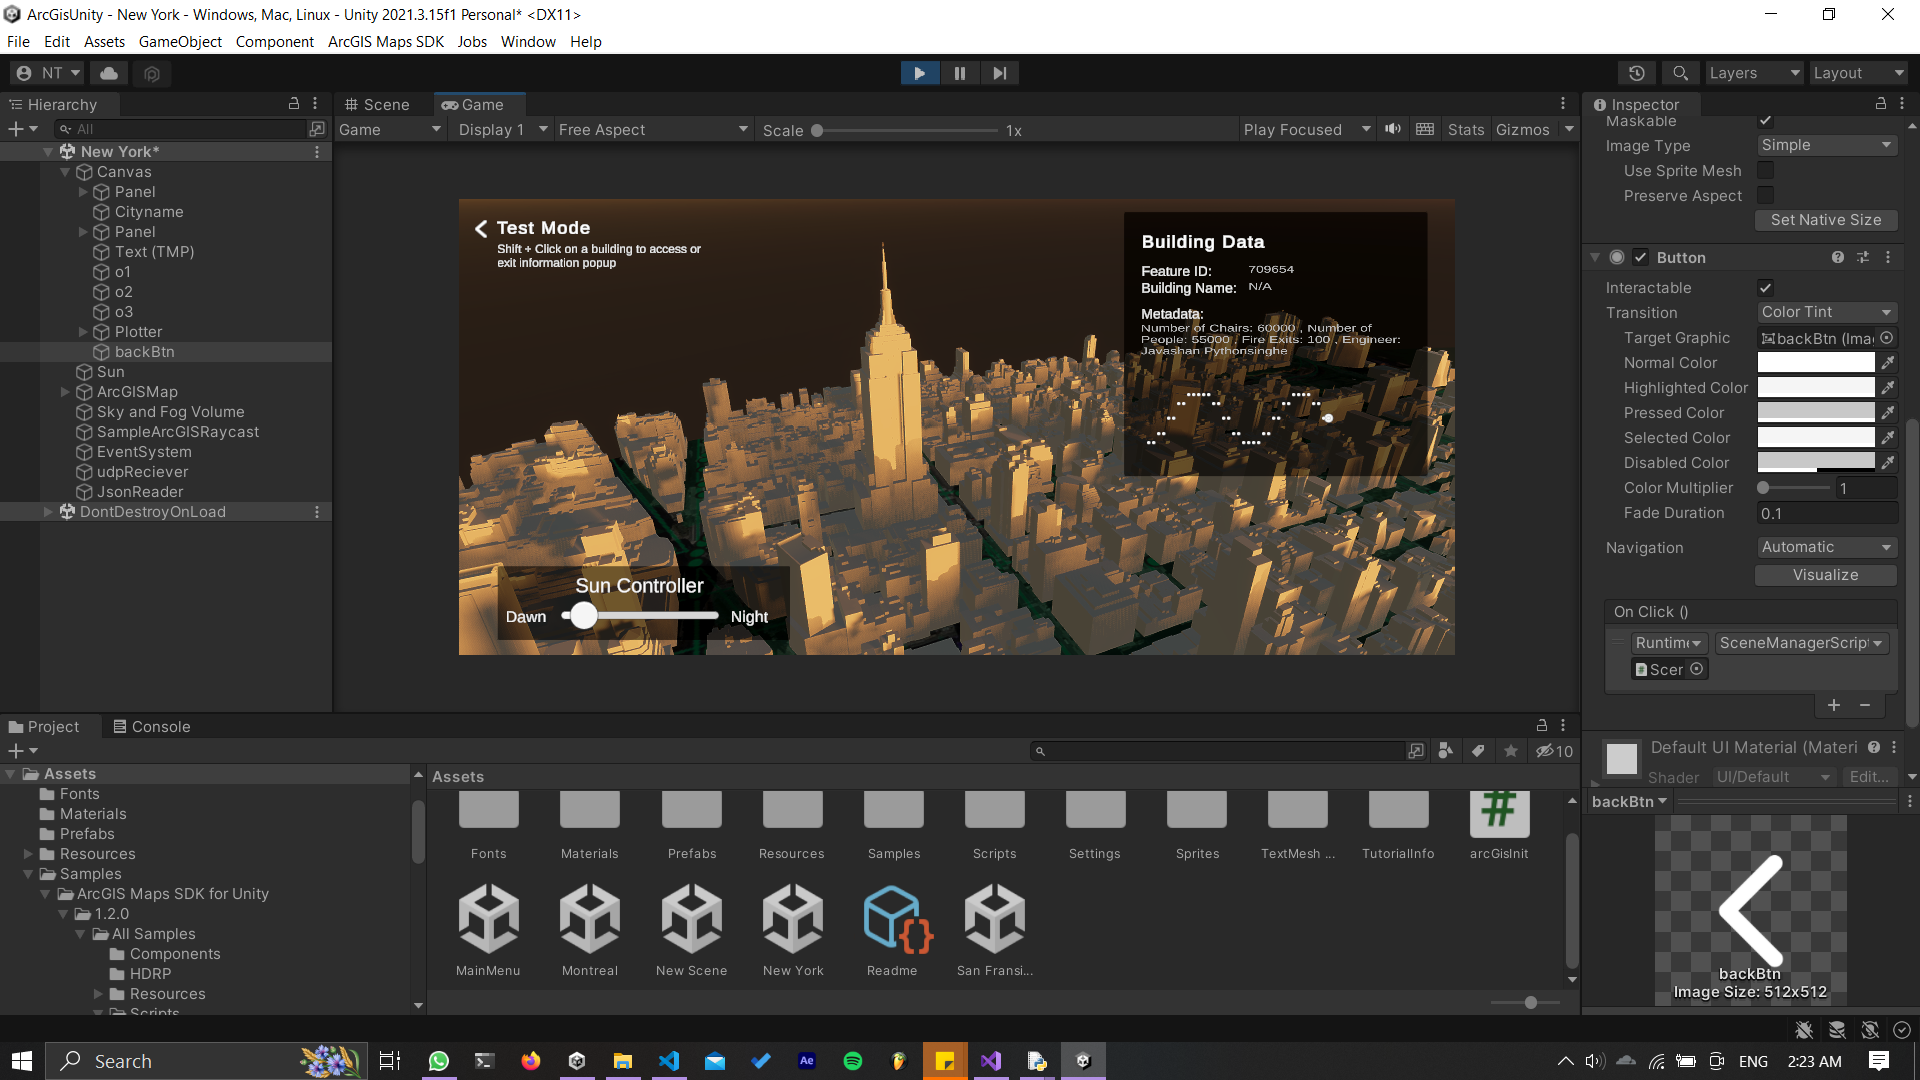 ArcGisUnity - New York - Windows, Mac, Linux - Unity 2021.3.15f1 Personal* <DX11>
File Edit Assets GameObject Component ArcGIS Maps SDK Jobs Window Help
NT
Layers
Layout
Hierarchy
All
New York*
Canvas
Panel
Cityname
Panel
Text (TMP)
o1
o2
o3
Plotter
backBtn
Sun
ArcGISMap
Sky and Fog Volume
SampleArcGISRaycast
EventSystem
udpReciever
JsonReader
DontDestroyOnLoad
Scene Game
Game Display 1 Free Aspect Scale 1x Play Focused Stats Gizmos
Test Mode
Shift + Click on a building to access or
exit information popup
Building Data
Feature ID: 709654
Building Name: N/A
Metadata:
Number of Chairs: 60000 , Number of
People: 55000 , Fire Exits: 100 , Engineer:
Javashan Pythonsinghe
Sun Controller
Dawn Night
Inspector
Maskable
Image Type Simple
Use Sprite Mesh
Preserve Aspect
Set Native Size
Button
Interactable
Transition Color Tint
Target Graphic backBtn (Ima
Normal Color
Highlighted Color
Pressed Color
Selected Color
Disabled Color
Color Multiplier 1
Fade Duration 0.1
Navigation Automatic
Visualize
On Click ()
Runtime SceneManagerScript
Scer
Default UI Material (Materi
Shader UI/Default Edit...
backBtn
backBtn
Image Size: 512x512
Project Console
10
Assets
Fonts
Materials
Prefabs
Resources
Samples
ArcGIS Maps SDK for Unity
1.2.0
All Samples
Components
HDRP
Resources
Scripts
Assets
Fonts Materials Prefabs Resources Samples Scripts Settings Sprites TextMesh ... TutorialInfo arcGisInit
MainMenu Montreal New Scene New York Readme San Fransi...
Search
Ae
ENG 2:23 AM